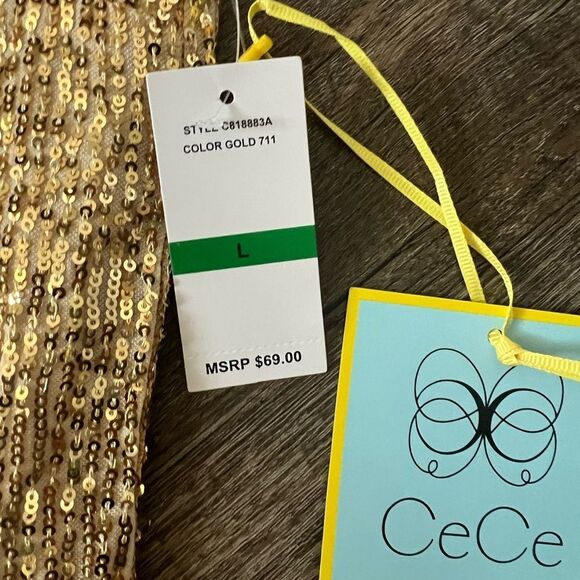 STYLE C818883A
COLOR GOLD 711
L
MSRP $69.00
CeCe